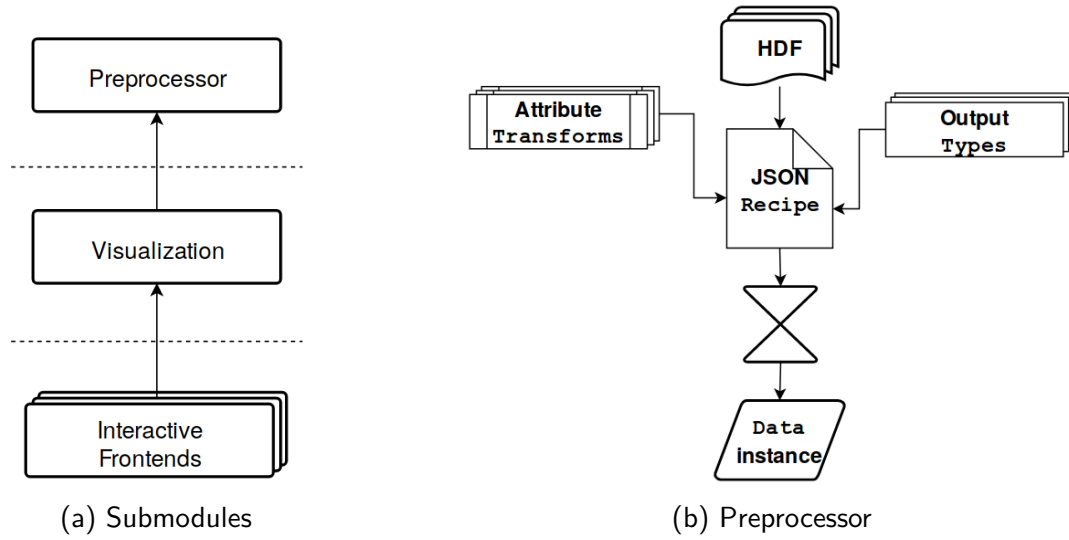 Preprocessor
Visualization
Interactive
Frontends
(a) Submodules
HDF
Attribute
Transforms
Output
Types
JSON
Recipe
Data
instance
(b) Preprocessor